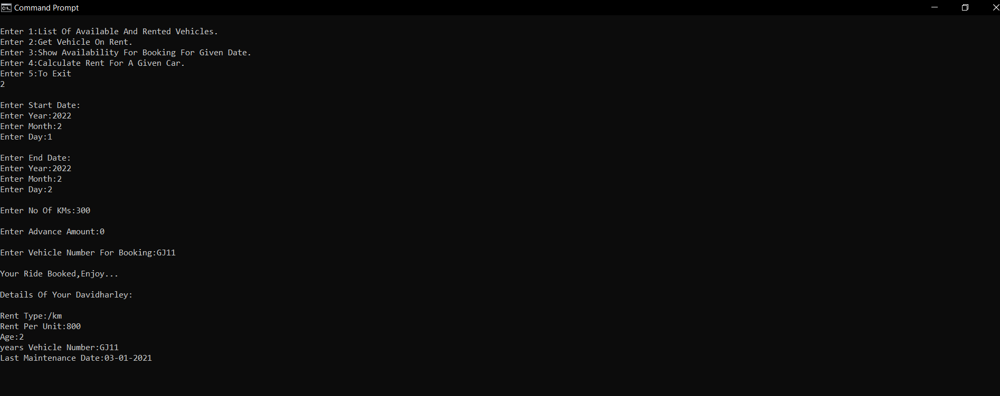 Command Prompt
Enter 1:List Of Available And Rented Vehicles.
Enter 2:Get Vehicle On Rent.
Enter 3:Show Availability For Booking For Given Date.
Enter 4:Calculate Rent For A Given Car.
Enter 5:To Exit
2
Enter Start Date:
Enter Year:2022
Enter Month:2
Enter Day:1
Enter End Date:
Enter Year:2022
Enter Month:2
Enter Day:2
Enter No Of KMs:300
Enter Advance Amount:0
Enter Vehicle Number For Booking:GJ11
Your Ride Booked,Enjoy...
Details Of Your Davidharley:
Rent Type:/km
Rent Per Unit:800
Age:2
years Vehicle Number:GJ11
Last Maintenance Date:03-01-2021